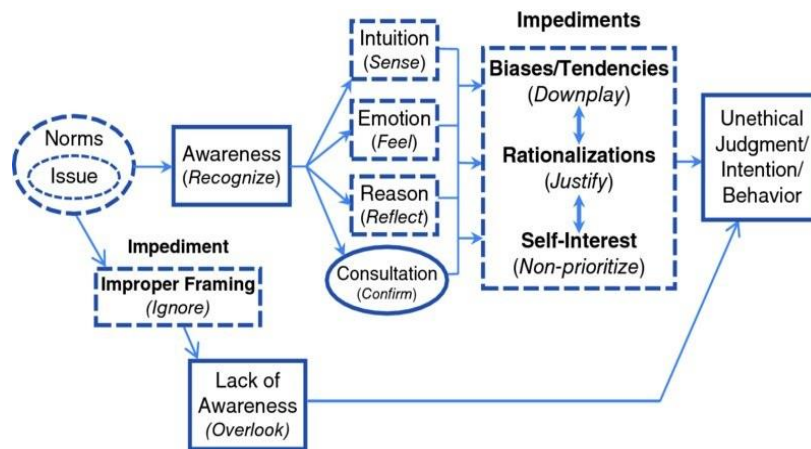 Impediments
Intuition
(Sense)
Biases/Tendencies
(Downplay)
Norms
Issue
Awareness
(Recognize)
Emotion
(Feel)
Rationalizations
(Justify)
Unethical
Judgment/
Intention/
Behavior
Reason
(Reflect)
Self-Interest
(Non-prioritize)
Consultation
(Confirm)
Impediment
Improper Framing
(Ignore)
Lack of
Awareness
(Overlook)